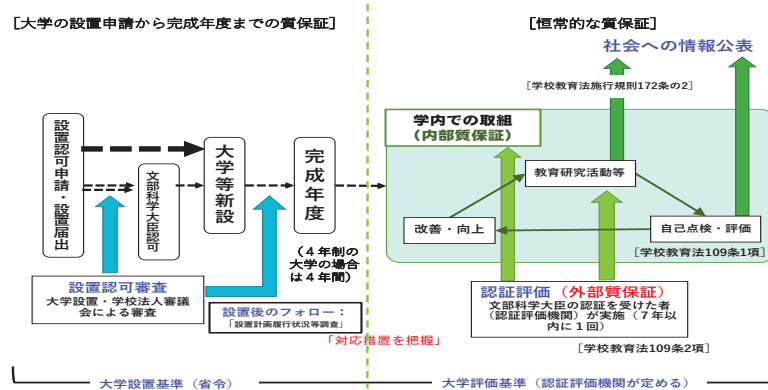 [大学の設置申請から完成年度までの質保証]
[恒常的な質保証]
社会への情報公表
[学校教育法施行規則172条の2]
設置認可申請・設置届出
文部科学大臣認可
大学等新設
完成年度
(４年制の
大学の場合
は４年間)
設置認可審査
大学設置・学校法人審議
会による審査
設置後のフォロー：
「設置計画履行状況等調査」
「対応措置を把握」
学内での取組
(内部質保証)
教育研究活動等
改善・向上
自己点検・評価
[学校教育法109条1項]
認証評価（外部質保証）
文部科学大臣の認証を受けた者
(認証評価機関）が実施（７年以
内に１回）
[学校教育法109条2項]
大学設置基準（省令）
大学評価基準（認証評価機関が定める）